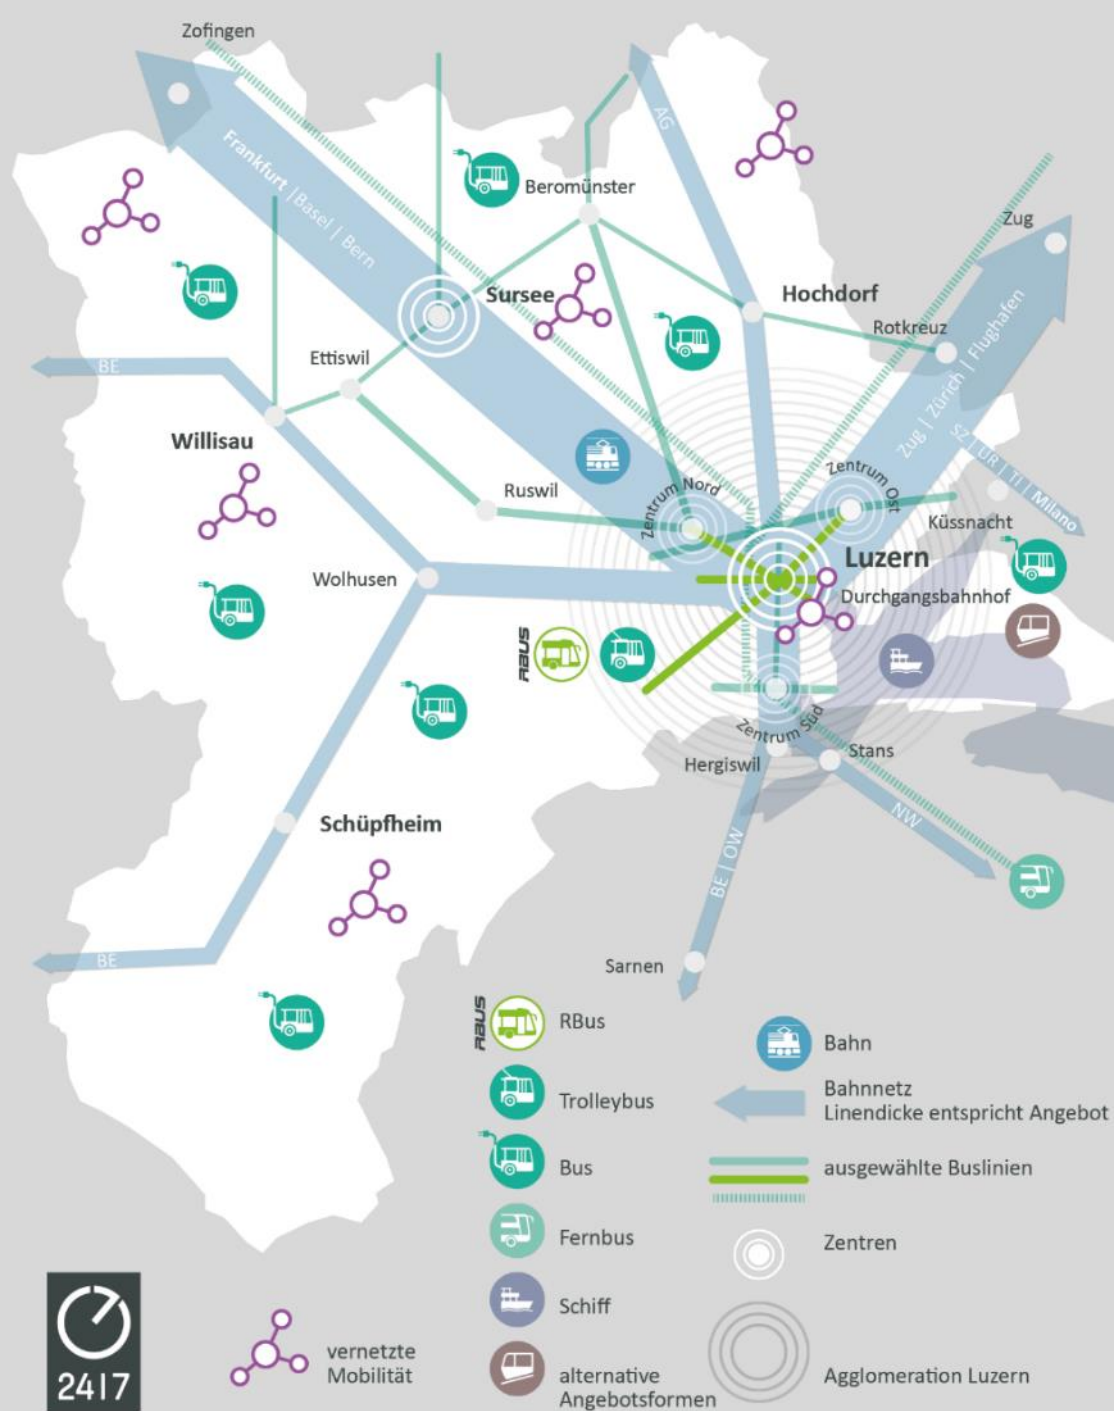 Zofingen
AG
Frankfurt | Basel | Bern
Beromünster
Zug
Sursee
Hochdorf
Rotkreuz
Zug | Zürich | Flughafen
Ettiswil
BE
Willisau
SZ | UR | TI | Milano
Zentrum Nord
Zentrum Ost
Ruswil
Küssnacht
Luzern
Wolhusen
Durchgangsbahnhof
RBUS
Zentrum Süd
Hergiswil
Stans
NW
Schüpfheim
BE | OW
BE
Sarnen
RBUS
RBus
Bahn
Trolleybus
Bahnnetz
Linendicke entspricht Angebot
Bus
ausgewählte Buslinien
Fernbus
Zentren
Schiff
vernetzte
Mobilität
alternative
Angebotsformen
Agglomeration Luzern
24|7